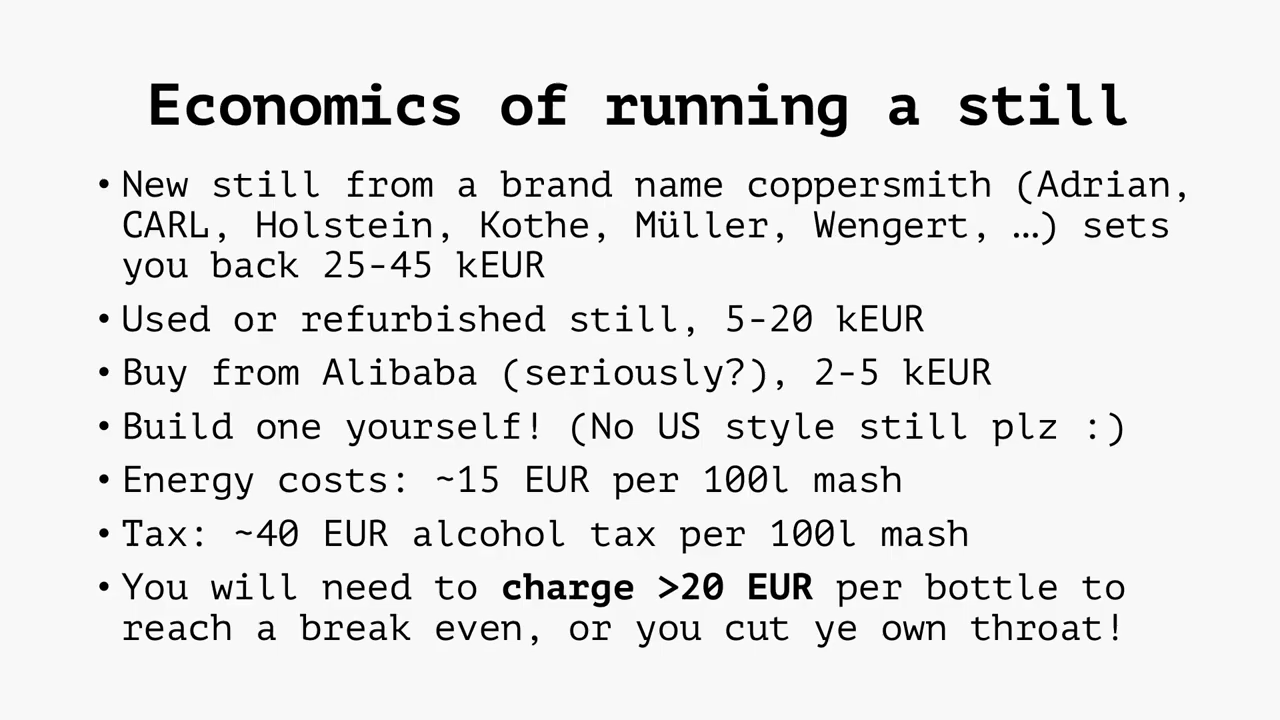 Economics of running a still
• New still from a brand name coppersmith (Adrian,
CARL, Holstein, Kothe, Müller, Wengert, …) sets
you back 25-45 kEUR
• Used or refurbished still, 5-20 kEUR
• Buy from Alibaba (seriously?), 2-5 kEUR
• Build one yourself! (No US style still plz :)
• Energy costs: ~15 EUR per 100l mash
• Tax: ~40 EUR alcohol tax per 100l mash
• You will need to charge >20 EUR per bottle to
reach a break even, or you cut ye own throat!